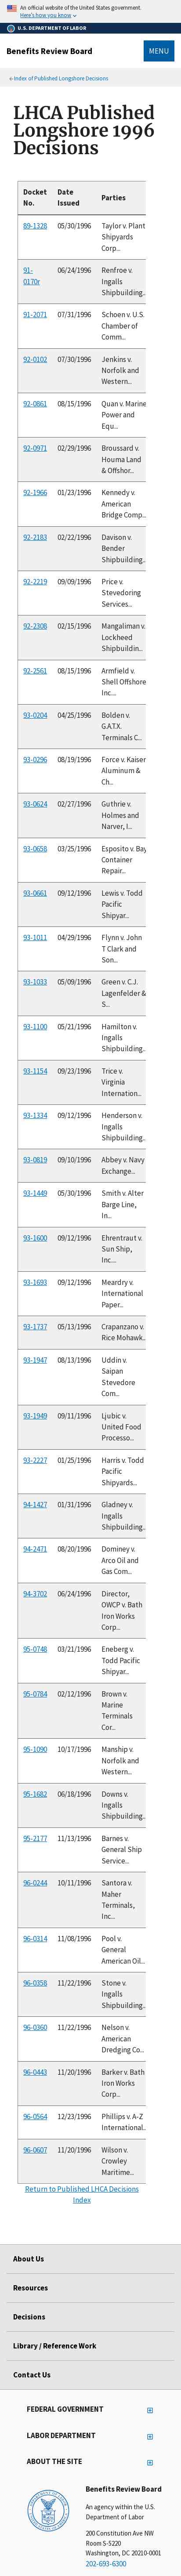 An official website of the United States government.
Here's how you know
U.S. DEPARTMENT OF LABOR
Benefits Review Board
MENU
« Index of Published Longshore Decisions
LHCA Published
Longshore 1996
Decisions
Docket Date Parties
No. Issued
89-1328 05/30/1996 Taylor v. Plant
Shipyards
Corp...
91- 06/24/1996 Renfroe v.
0170r Ingalls
Shipbuilding..
91-2071 07/31/1996 Schoen v. U.S.
Chamber of
Comm...
92-0102 07/30/1996 Jenkins v.
Norfolk and
Western...
92-0861 08/15/1996 Quan v. Marine
Power and
Equ...
92-0971 02/29/1996 Broussard v.
Houma Land
& Offshor...
92-1966 01/23/1996 Kennedy v.
American
Bridge Comp...
92-2183 02/22/1996 Davison v.
Bender
Shipbuilding..
92-2219 09/09/1996 Price v.
Stevedoring
Services...
92-2308 02/15/1996 Mangaliman v.
Lockheed
Shipbuildin...
92-2561 08/15/1996 Armfield v.
Shell Offshore
Inc....
93-0204 04/25/1996 Bolden v.
G.A.T.X.
Terminals C...
93-0296 08/19/1996 Force v. Kaiser
Aluminum &
Ch...
93-0624 02/27/1996 Guthrie v.
Holmes and
Narver, I...
93-0658 03/25/1996 Esposito v. Bay
Container
Repair...
93-0661 09/12/1996 Lewis v. Todd
Pacific
Shipyar...
93-1011 04/29/1996 Flynn v. John
T Clark and
Son...
93-1033 05/09/1996 Green v. C.J.
Lagenfelder &
S...
93-1100 05/21/1996 Hamilton v.
Ingalls
Shipbuilding..
93-1154 09/23/1996 Trice v.
Virginia
Internation...
93-1334 09/12/1996 Henderson v.
Ingalls
Shipbuilding..
93-0819 09/10/1996 Abbey v. Navy
Exchange...
93-1449 05/30/1996 Smith v. Alter
Barge Line,
In...
93-1600 09/12/1996 Ehrentraut v.
Sun Ship,
Inc....
93-1693 09/12/1996 Meardry v.
International
Paper...
93-1737 05/13/1996 Crapanzano v.
Rice Mohawk..
93-1947 08/13/1996 Uddin v.
Saipan
Stevedore
Com...
93-1949 09/11/1996 Ljubic v.
United Food
Processo...
93-2227 01/25/1996 Harris v. Todd
Pacific
Shipyards...
94-1427 01/31/1996 Gladney v.
Ingalls
Shipbuilding..
94-2471 08/20/1996 Dominey v.
Arco Oil and
Gas Com...
94-3702 06/24/1996 Director,
OWCP v. Bath
Iron Works
Corp...
95-0748 03/21/1996 Eneberg v.
Todd Pacific
Shipyar...
95-0784 02/12/1996 Brown v.
Marine
Terminals
Cor...
95-1090 10/17/1996 Manship v.
Norfolk and
Western...
95-1682 06/18/1996 Downs v.
Ingalls
Shipbuilding..
95-2177 11/13/1996 Barnes v.
General Ship
Service...
96-0244 10/11/1996 Santora v.
Maher
Terminals,
Inc...
96-0314 11/08/1996 Pool v.
General
American Oil...
96-0358 11/22/1996 Stone v.
Ingalls
Shipbuilding..
96-0360 11/22/1996 Nelson v.
American
Dredging Co...
96-0443 11/20/1996 Barker v. Bath
Iron Works
Corp...
96-0564 12/23/1996 Phillips v. A-Z
International..
96-0607 11/20/1996 Wilson v.
Crowley
Maritime...
Return to Published LHCA Decisions
Index
About Us
Resources
Decisions
Library / Reference Work
Contact Us
FEDERAL GOVERNMENT
LABOR DEPARTMENT
ABOUT THE SITE
Benefits Review Board
An agency within the U.S.
Department of Labor
200 Constitution Ave NW
Room S-5220
Washington, DC 20210-0001
202-693-6300